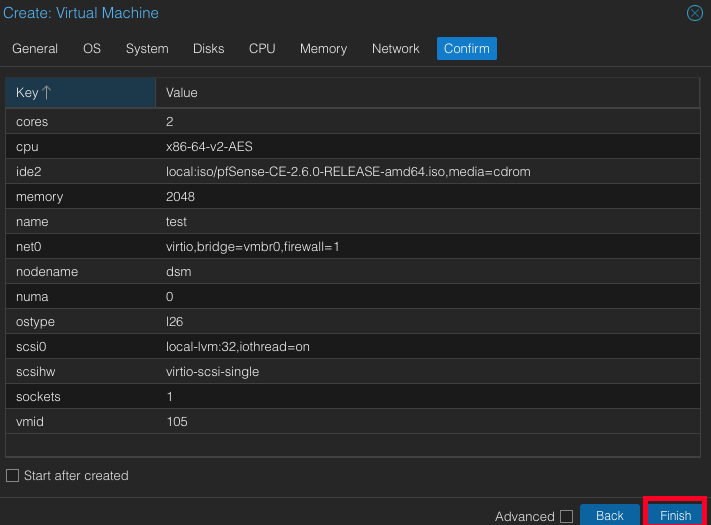 Create: Virtual Machine
General OS System Disks CPU Memory Network Confirm
Key Value
cores 2
cpu x86-64-v2-AES
ide2 local:iso/pfSense-CE-2.6.0-RELEASE-amd64.iso,media=cdrom
memory 2048
name test
net0 virtio,bridge=vmbr0,firewall=1
nodename dsm
numa 0
ostype l26
scsi0 local-lvm:32,iothread=on
scsihw virtio-scsi-single
sockets 1
vmid 105
Start after created
Advanced Back Finish